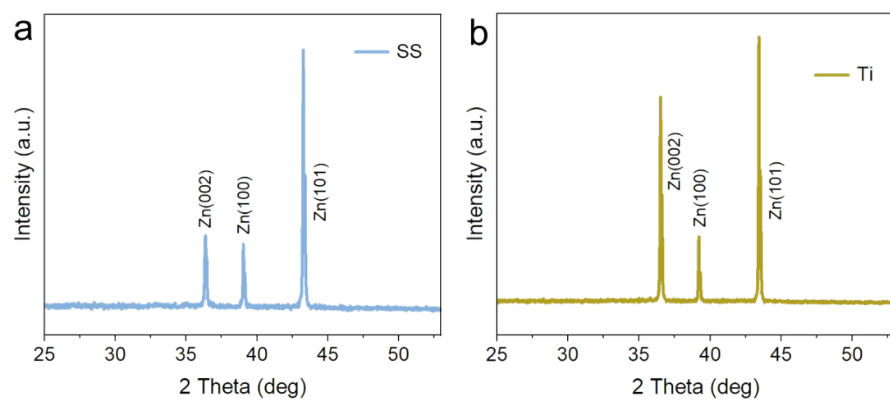 a
SS
Intensity (a.u.)
Zn(002)
Zn(100)
Zn(101)
25 30 35 40 45 50
2 Theta (deg)
b
Ti
Intensity (a.u.)
Zn(002)
Zn(100)
Zn(101)
25 30 35 40 45 50
2 Theta (deg)